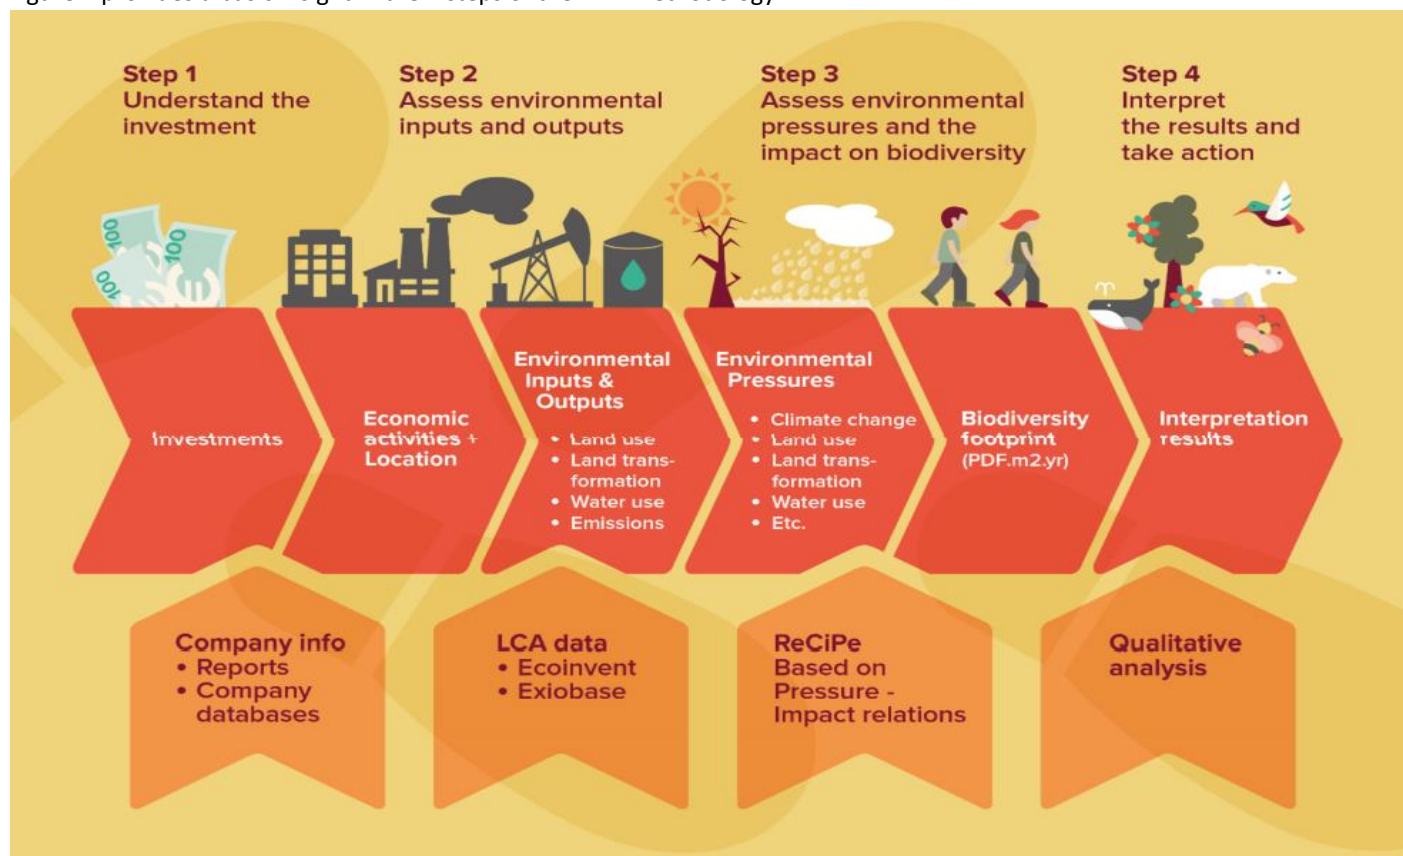 Step 1
Understand the
investment
Step 2
Assess environmental
inputs and outputs
Step 3
Assess environmental
pressures and the
impact on biodiversity
Step 4
Interpret
the results and
take action
100
100
100
Investments
Economic
activities +
Location
Environmental
Inputs &
Outputs
• Land use
• Land trans-
formation
• Water use
• Emissions
Environmental
Pressures
• Climate change
• Land use
• Land trans-
formation
• Water use
• Etc.
Biodiversity
footprint
(PDF.m2.yr)
Interpretation
results
Company info
• Reports
• Company
databases
LCA data
• Ecoinvent
• Exiobase
ReCiPe
Based on
Pressure -
Impact relations
Qualitative
analysis